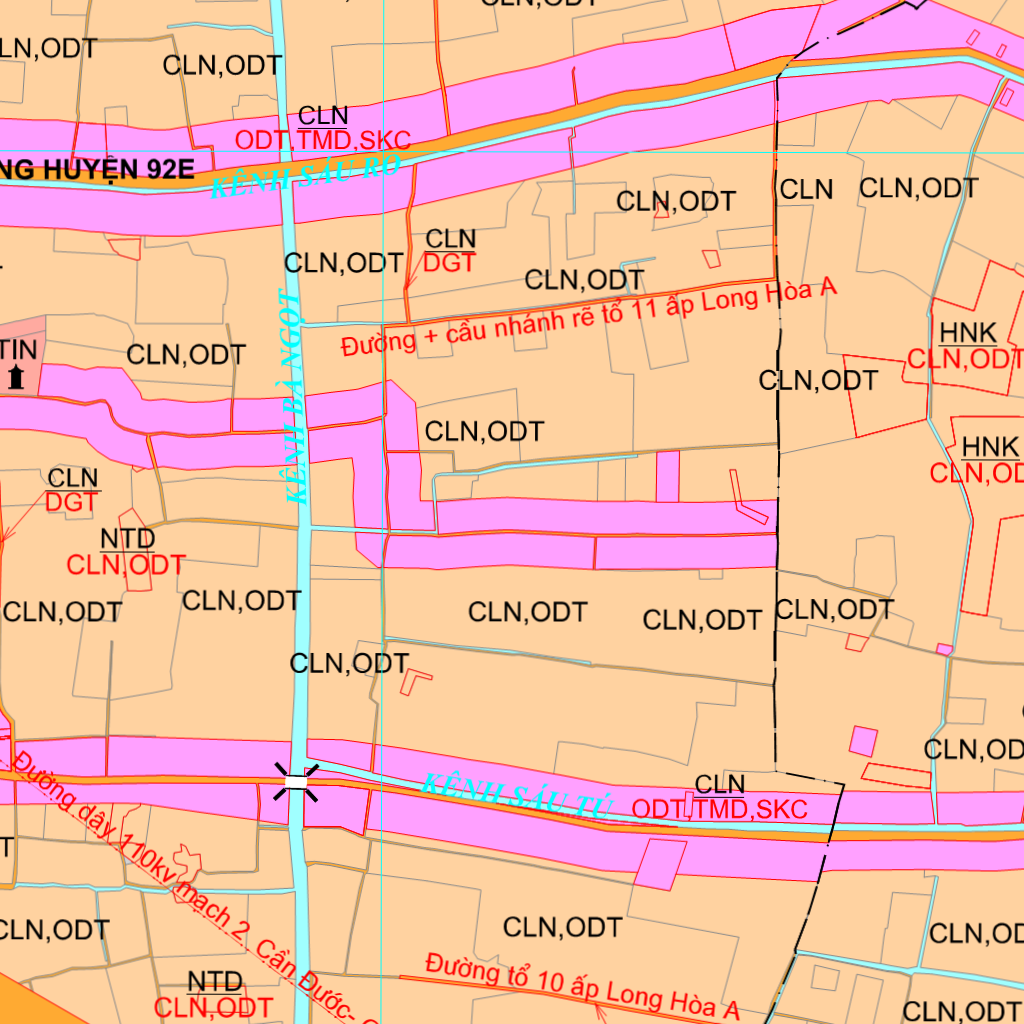 CLN,ODT
LN,ODT
CLN,ODT
CLN
ODT,TMD,SKC
NG HUYỆN 92E
KÊNH SÁU RO
CLN
CLN,ODT
CLN,ODT
CLN
DGT
CLN,ODT
CLN,ODT
Đường + cầu nhánh rẽ tổ 11 ấp Long Hòa A
KÊNH BÀ NGỌT
TIN
CLN,ODT
HNK
CLN,ODT
CLN,ODT
CLN,ODT
HNK
CLN,OD
CLN
DGT
NTD
CLN,ODT
CLN,ODT
CLN,ODT
CLN,ODT
CLN,ODT
CLN,ODT
CLN,ODT
CLN,OD
Đường dây 110kv mạch 2 Cần Đước-
KÊNH SÁU TÚ
CLN
ODT,TMD,SKC
T
CLN,ODT
CLN,ODT
CLN,OD
Đường tổ 10 ấp Long Hòa A
NTD
CLN,ODT
CLN,ODT